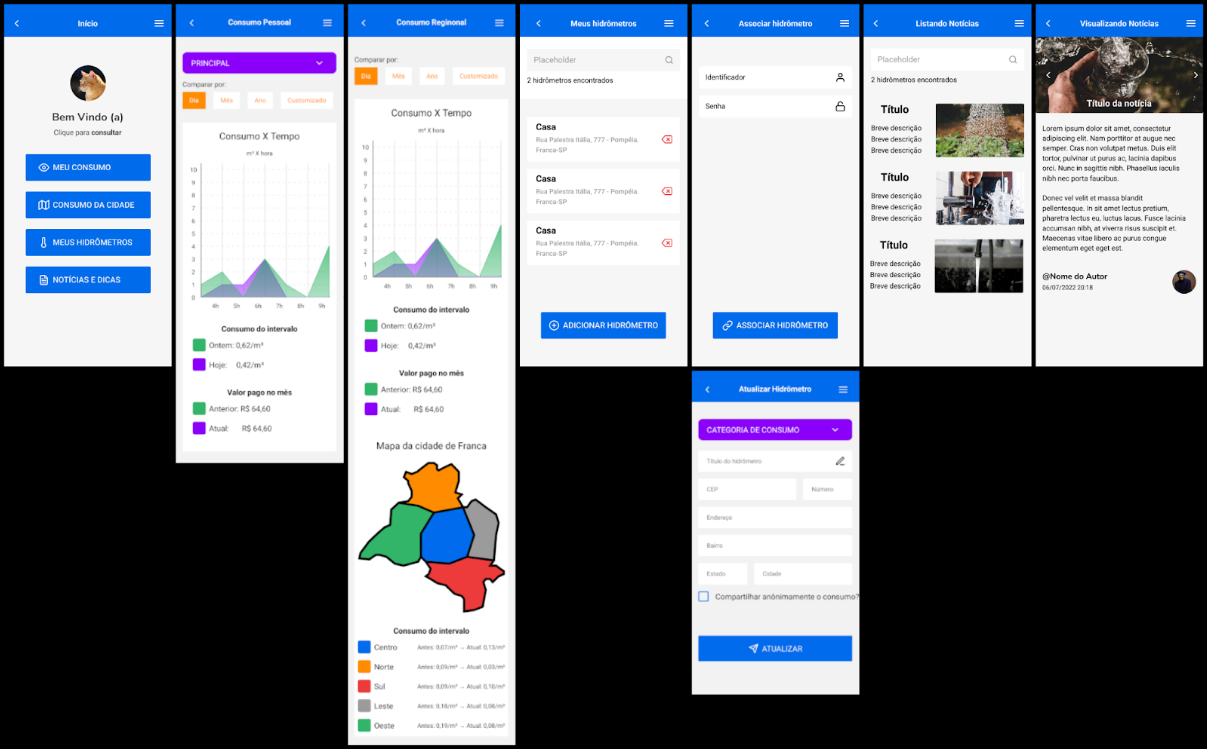 Início
Bem Vindo (a)
Clique para consultar
MEU CONSUMO
CONSUMO DA CIDADE
MEUS HIDRÔMETROS
NOTÍCIAS E DICAS
Consumo Pessoal
PRINCIPAL
Comparar por:
Dia Mês Ano Customizado
Consumo X Tempo
m³ X hora
10
9
8
7
6
5
4
3
2
1
0
4h 5h 6h 7h 8h 9h
Consumo do intervalo
Ontem: 0,62/m³
Hoje: 0,42/m³
Valor pago no mês
Anterior: R$ 64,60
Atual: R$ 64,60
Consumo Reginonal
Comparar por:
Dia Mês Ano Customizado
Consumo X Tempo
m³ X hora
10
9
8
7
6
5
4
3
2
1
0
4h 5h 6h 7h 8h 9h
Consumo do intervalo
Ontem: 0,62/m³
Hoje: 0,42/m³
Valor pago no mês
Anterior: R$ 64,60
Atual: R$ 64,60
Mapa da cidade de Franca
Consumo do intervalo
Centro Antes: 0,07/m³ → Atual: 0,13/m³
Norte Antes: 0,09/m³ → Atual: 0,03/m³
Sul Antes: 0,09/m³ → Atual: 0,18/m³
Leste Antes: 0,18/m³ → Atual: 0,08/m³
Oeste Antes: 0,19/m³ → Atual: 0,08/m³
Meus hidrômetros
Placeholder
2 hidrômetros encontrados
Casa
Rua Palestra Itália, 777 - Pompéia.
Franca-SP
Casa
Rua Palestra Itália, 777 - Pompéia.
Franca-SP
Casa
Rua Palestra Itália, 777 - Pompéia.
Franca-SP
ADICIONAR HIDRÔMETRO
Associar hidrômetro
Identificador
Senha
ASSOCIAR HIDRÔMETRO
Listando Notícias
Placeholder
2 hidrômetros encontrados
Título
Breve descrição
Breve descrição
Breve descrição
Título
Breve descrição
Breve descrição
Breve descrição
Título
Breve descrição
Breve descrição
Breve descrição
Visualizando Notícias
Título da notícia
Lorem ipsum dolor sit amet, consectetur
adipiscing elit. Nam porttitor at augue nec
semper. Cras non volutpat metus. Duis elit
tortor, pulvinar ut purus ac, lacinia dapibus
orci. Nunc in sagittis nibh. Phasellus iaculis
nibh nec porta faucibus.
Donec vel velit et massa blandit
pellentesque. In sit amet lectus pretium,
pharetra lectus eu, luctus lacus. Fusce lacinia
accumsan nibh, at viverra risus suscipit et.
Maecenas vitae libero ac purus congue
elementum eget eget est.
@Nome do Autor
06/07/2022 20:18
Atualizar Hidrômetro
CATEGORIA DE CONSUMO
Título do hidrômetro
CEP Número
Endereço
Bairro
Estado Cidade
Compartilhar anônimamente o consumo?
ATUALIZAR